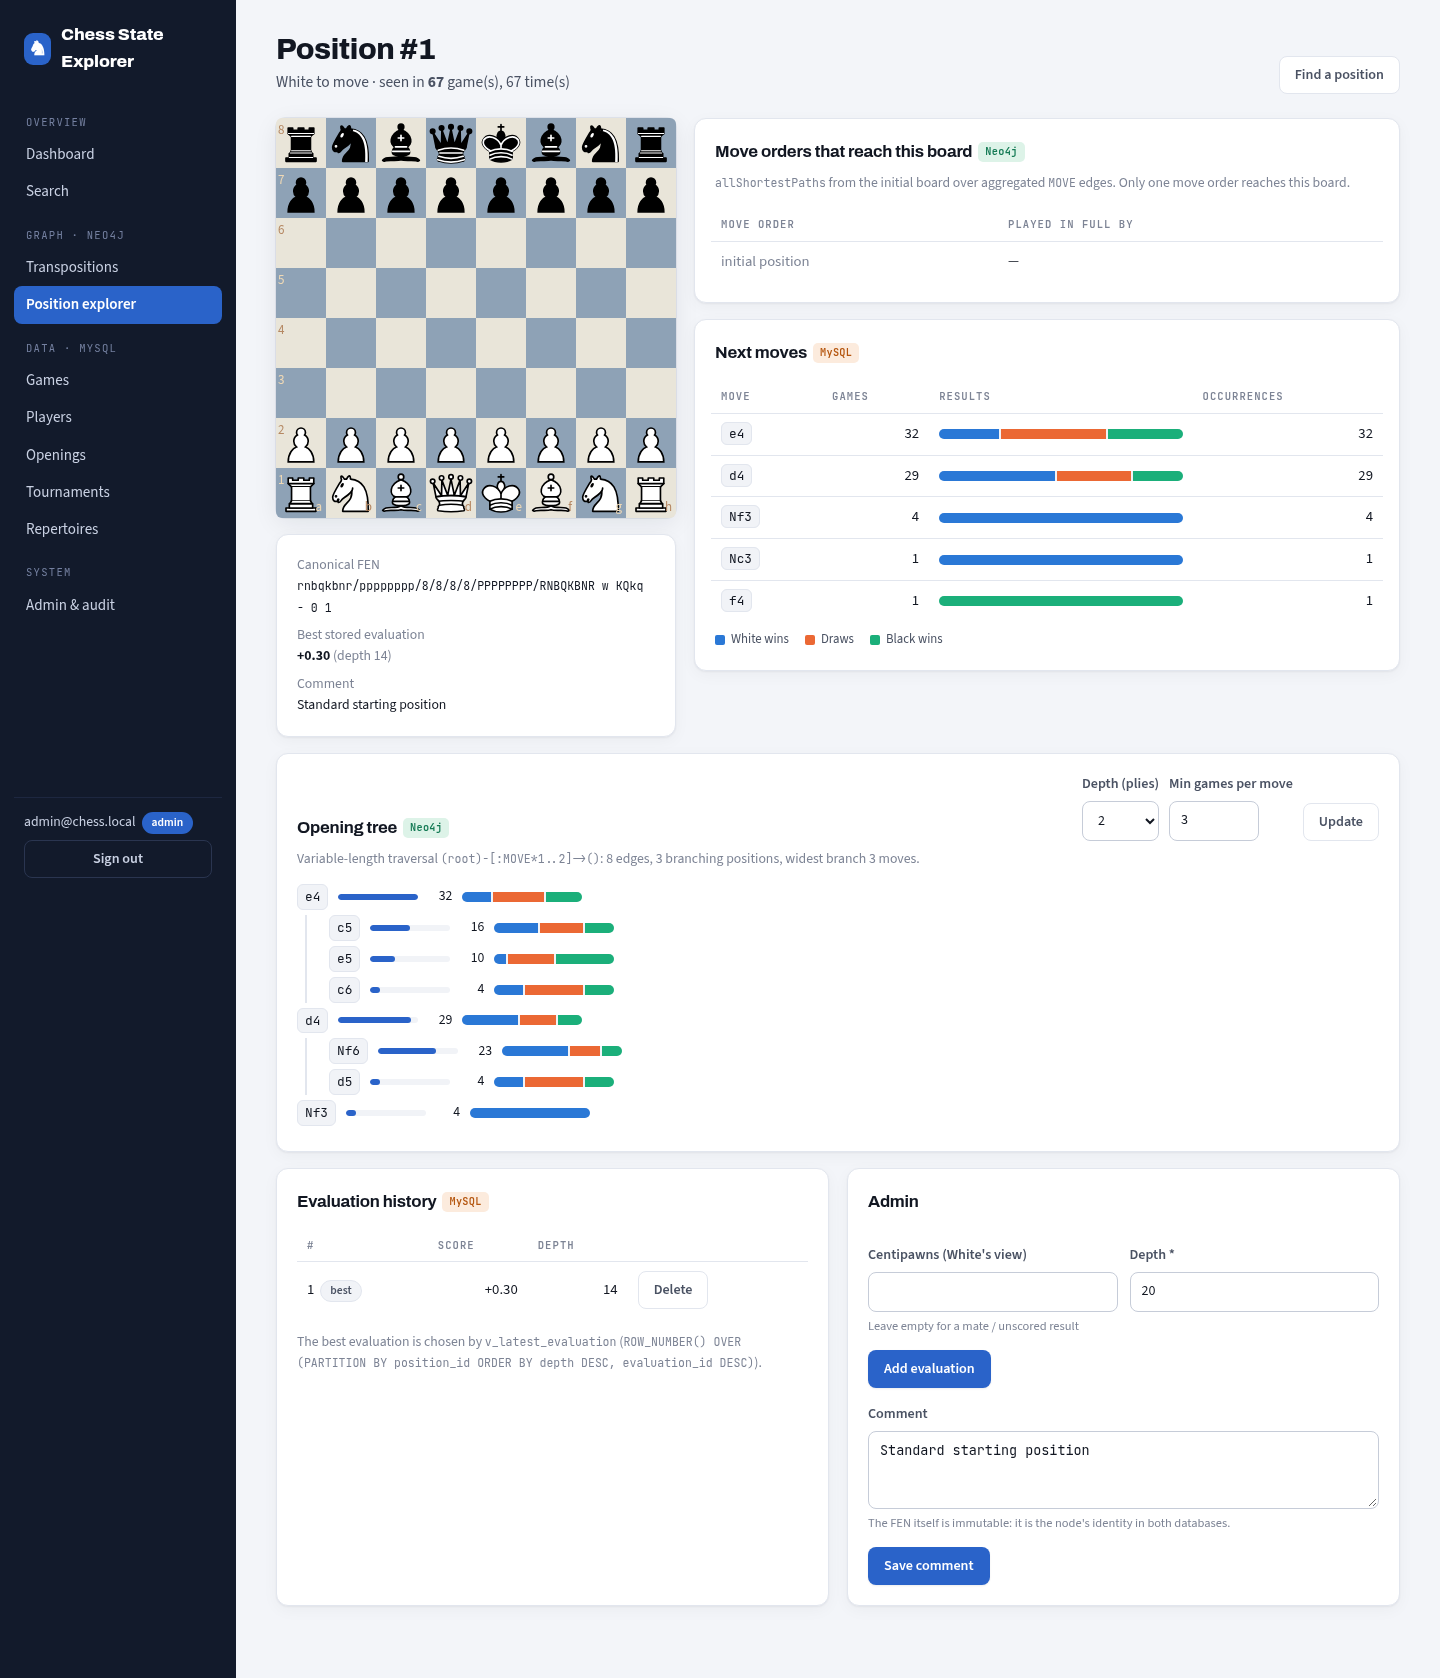 Chess State
Explorer
OVERVIEW
Dashboard
Search
GRAPH · NEO4J
Transpositions
Position explorer
DATA · MYSQL
Games
Players
Openings
Tournaments
Repertoires
SYSTEM
Admin & audit
admin@chess.local admin
Sign out
Position #1
White to move · seen in 67 game(s), 67 time(s)
Find a position
8
7
6
5
4
3
2
1
a b c d e f g h
Canonical FEN
rnbqkbnr/pppppppp/8/8/8/8/PPPPPPPP/RNBQKBNR w KQkq
- 0 1
Best stored evaluation
+0.30 (depth 14)
Comment
Standard starting position
Move orders that reach this board Neo4j
allShortestPaths from the initial board over aggregated MOVE edges. Only one move order reaches this board.
MOVE ORDER PLAYED IN FULL BY
initial position —
Next moves MySQL
MOVE GAMES RESULTS OCCURRENCES
e4 32 32
d4 29 29
Nf3 4 4
Nc3 1 1
f4 1 1
White wins Draws Black wins
Depth (plies) Min games per move
2 3 Update
Opening tree Neo4j
Variable-length traversal (root)-[:MOVE*1..2]->(): 8 edges, 3 branching positions, widest branch 3 moves.
e4 32
c5 16
e5 10
c6 4
d4 29
Nf6 23
d5 4
Nf3 4
Evaluation history MySQL
# SCORE DEPTH
1 best +0.30 14 Delete
The best evaluation is chosen by v_latest_evaluation (ROW_NUMBER() OVER
(PARTITION BY position_id ORDER BY depth DESC, evaluation_id DESC)).
Admin
Centipawns (White's view) Depth *
20
Leave empty for a mate / unscored result
Add evaluation
Comment
Standard starting position
The FEN itself is immutable: it is the node's identity in both databases.
Save comment